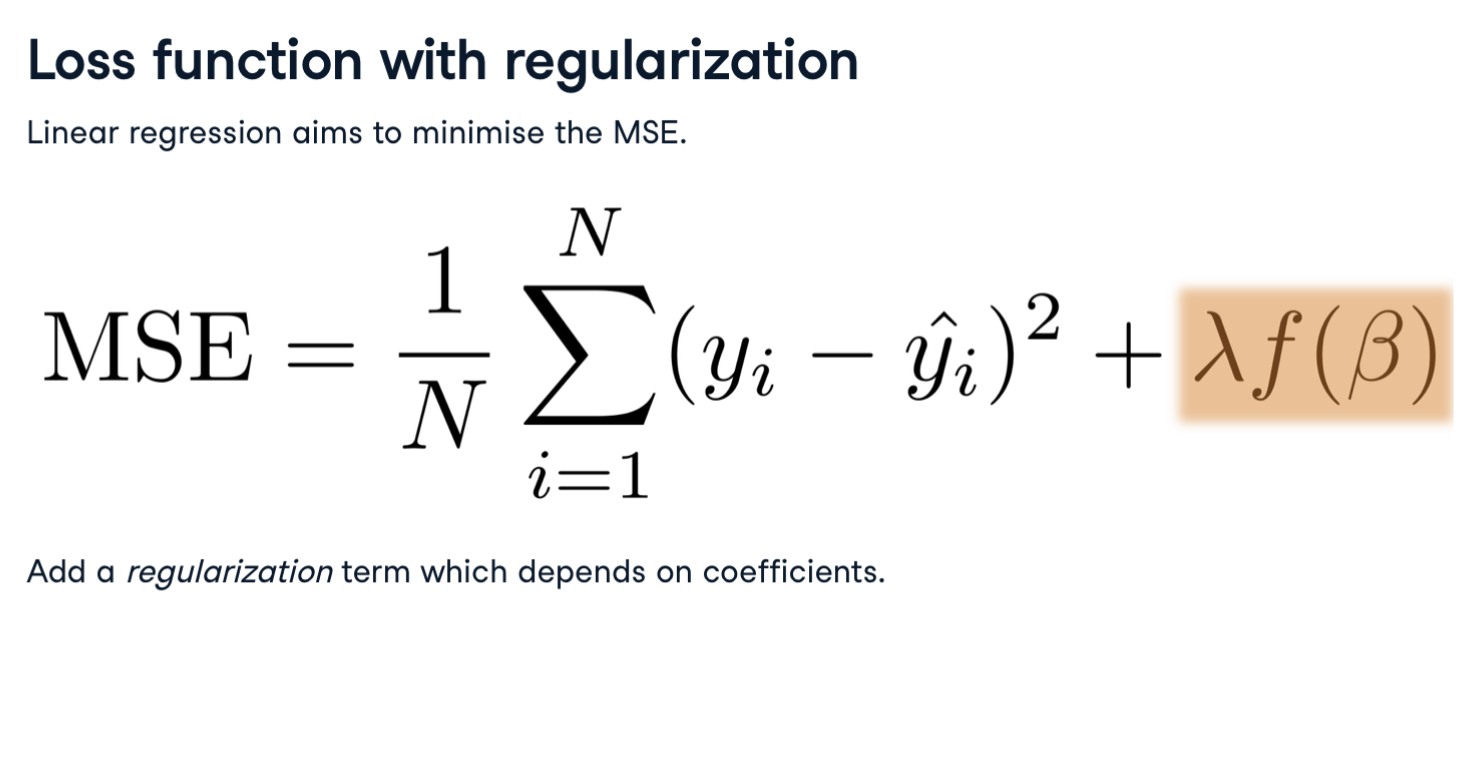 Loss function with regularization
Linear regression aims to minimise the MSE.
MSE = \frac{1}{N} \sum_{i=1}^{N} (y_i - \hat{y_i})^2 + \lambda f(\beta)
Add a regularization term which depends on coefficients.